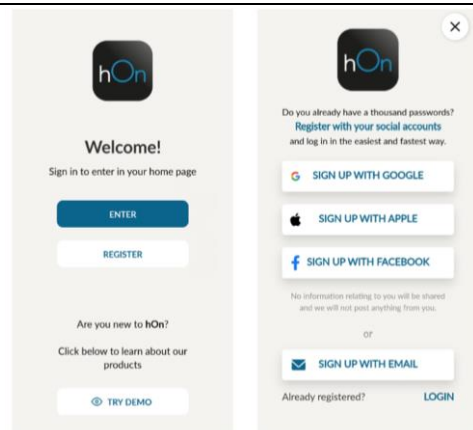 hOn
Welcome!
Sign in to enter in your home page
ENTER
REGISTER
Are you new to hOn?
Click below to learn about our
products
TRY DEMO
hOn
Do you already have a thousand passwords?
Register with your social accounts
and log in in the easiest and fastest way.
SIGN UP WITH GOOGLE
SIGN UP WITH APPLE
SIGN UP WITH FACEBOOK
No information relating to you will be shared
and we will not post anything from you.
or
SIGN UP WITH EMAIL
Already registered? LOGIN